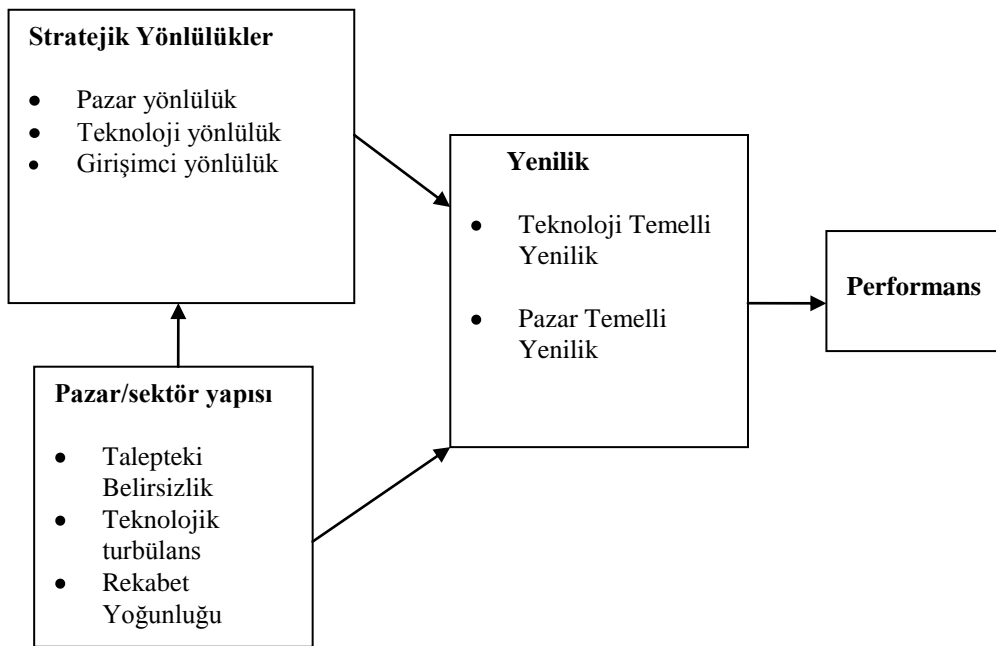 Stratejik Yönlülükler
● Pazar yönlülük
● Teknoloji yönlülük
● Girişimci yönlülük
Pazar/sektör yapısı
● Talepteki
Belirsizlik
● Teknolojik
turbülans
● Rekabet
Yoğunluğu
Yenilik
● Teknoloji Temelli
Yenilik
● Pazar Temelli
Yenilik
Performans